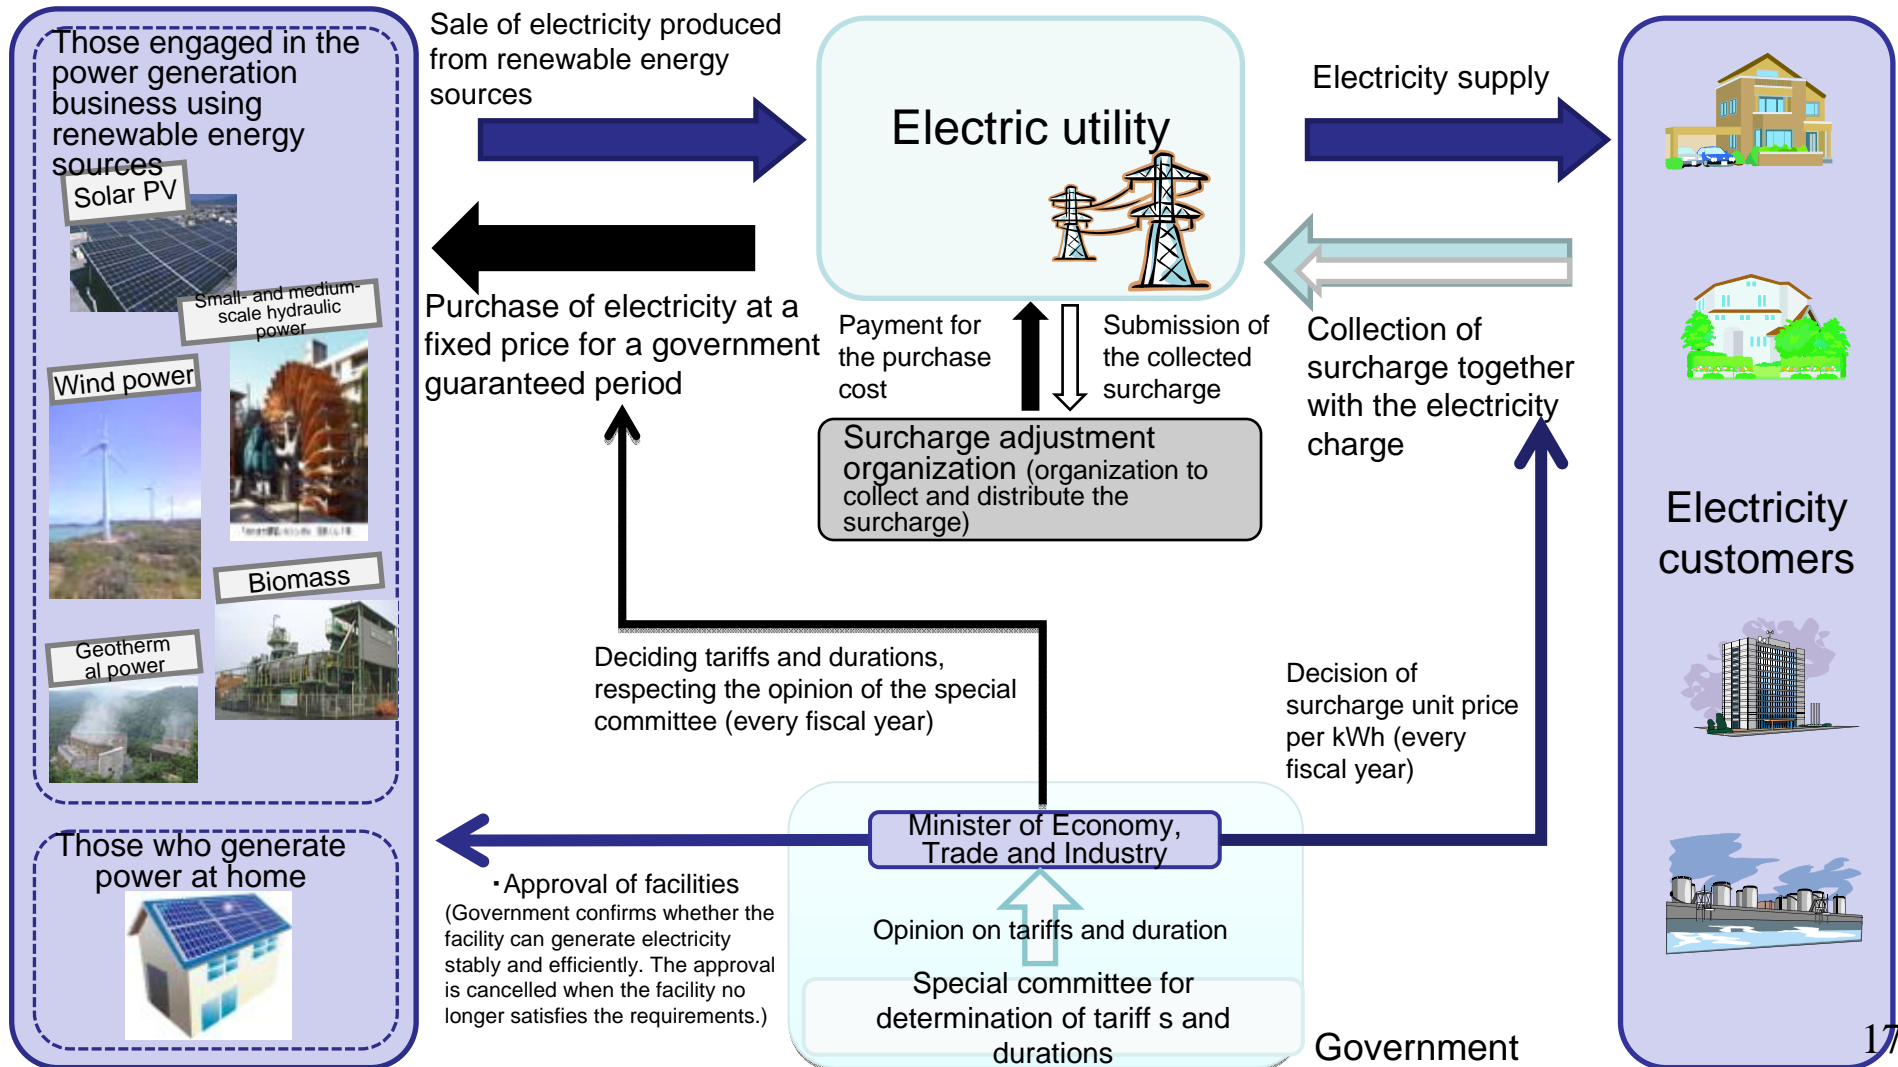 Those engaged in the
power generation
business using
renewable energy
sources
Solar PV
Small- and medium-
scale hydraulic
power
Wind power
Biomass
Geotherm
al power
Those who generate
power at home
Sale of electricity produced
from renewable energy
sources
Purchase of electricity at a
fixed price for a government
guaranteed period
Electric utility
Payment for
the purchase
cost
Submission of
the collected
surcharge
Surcharge adjustment
organization (organization to
collect and distribute the
surcharge)
Electricity supply
Collection of
surcharge together
with the electricity
charge
Electricity
customers
Deciding tariffs and durations,
respecting the opinion of the special
committee (every fiscal year)
Decision of
surcharge unit price
per kWh (every
fiscal year)
Minister of Economy,
Trade and Industry
・Approval of facilities
(Government confirms whether the
facility can generate electricity
stably and efficiently. The approval
is cancelled when the facility no
longer satisfies the requirements.)
Opinion on tariffs and duration
Special committee for
determination of tariff s and
durations
Government
17